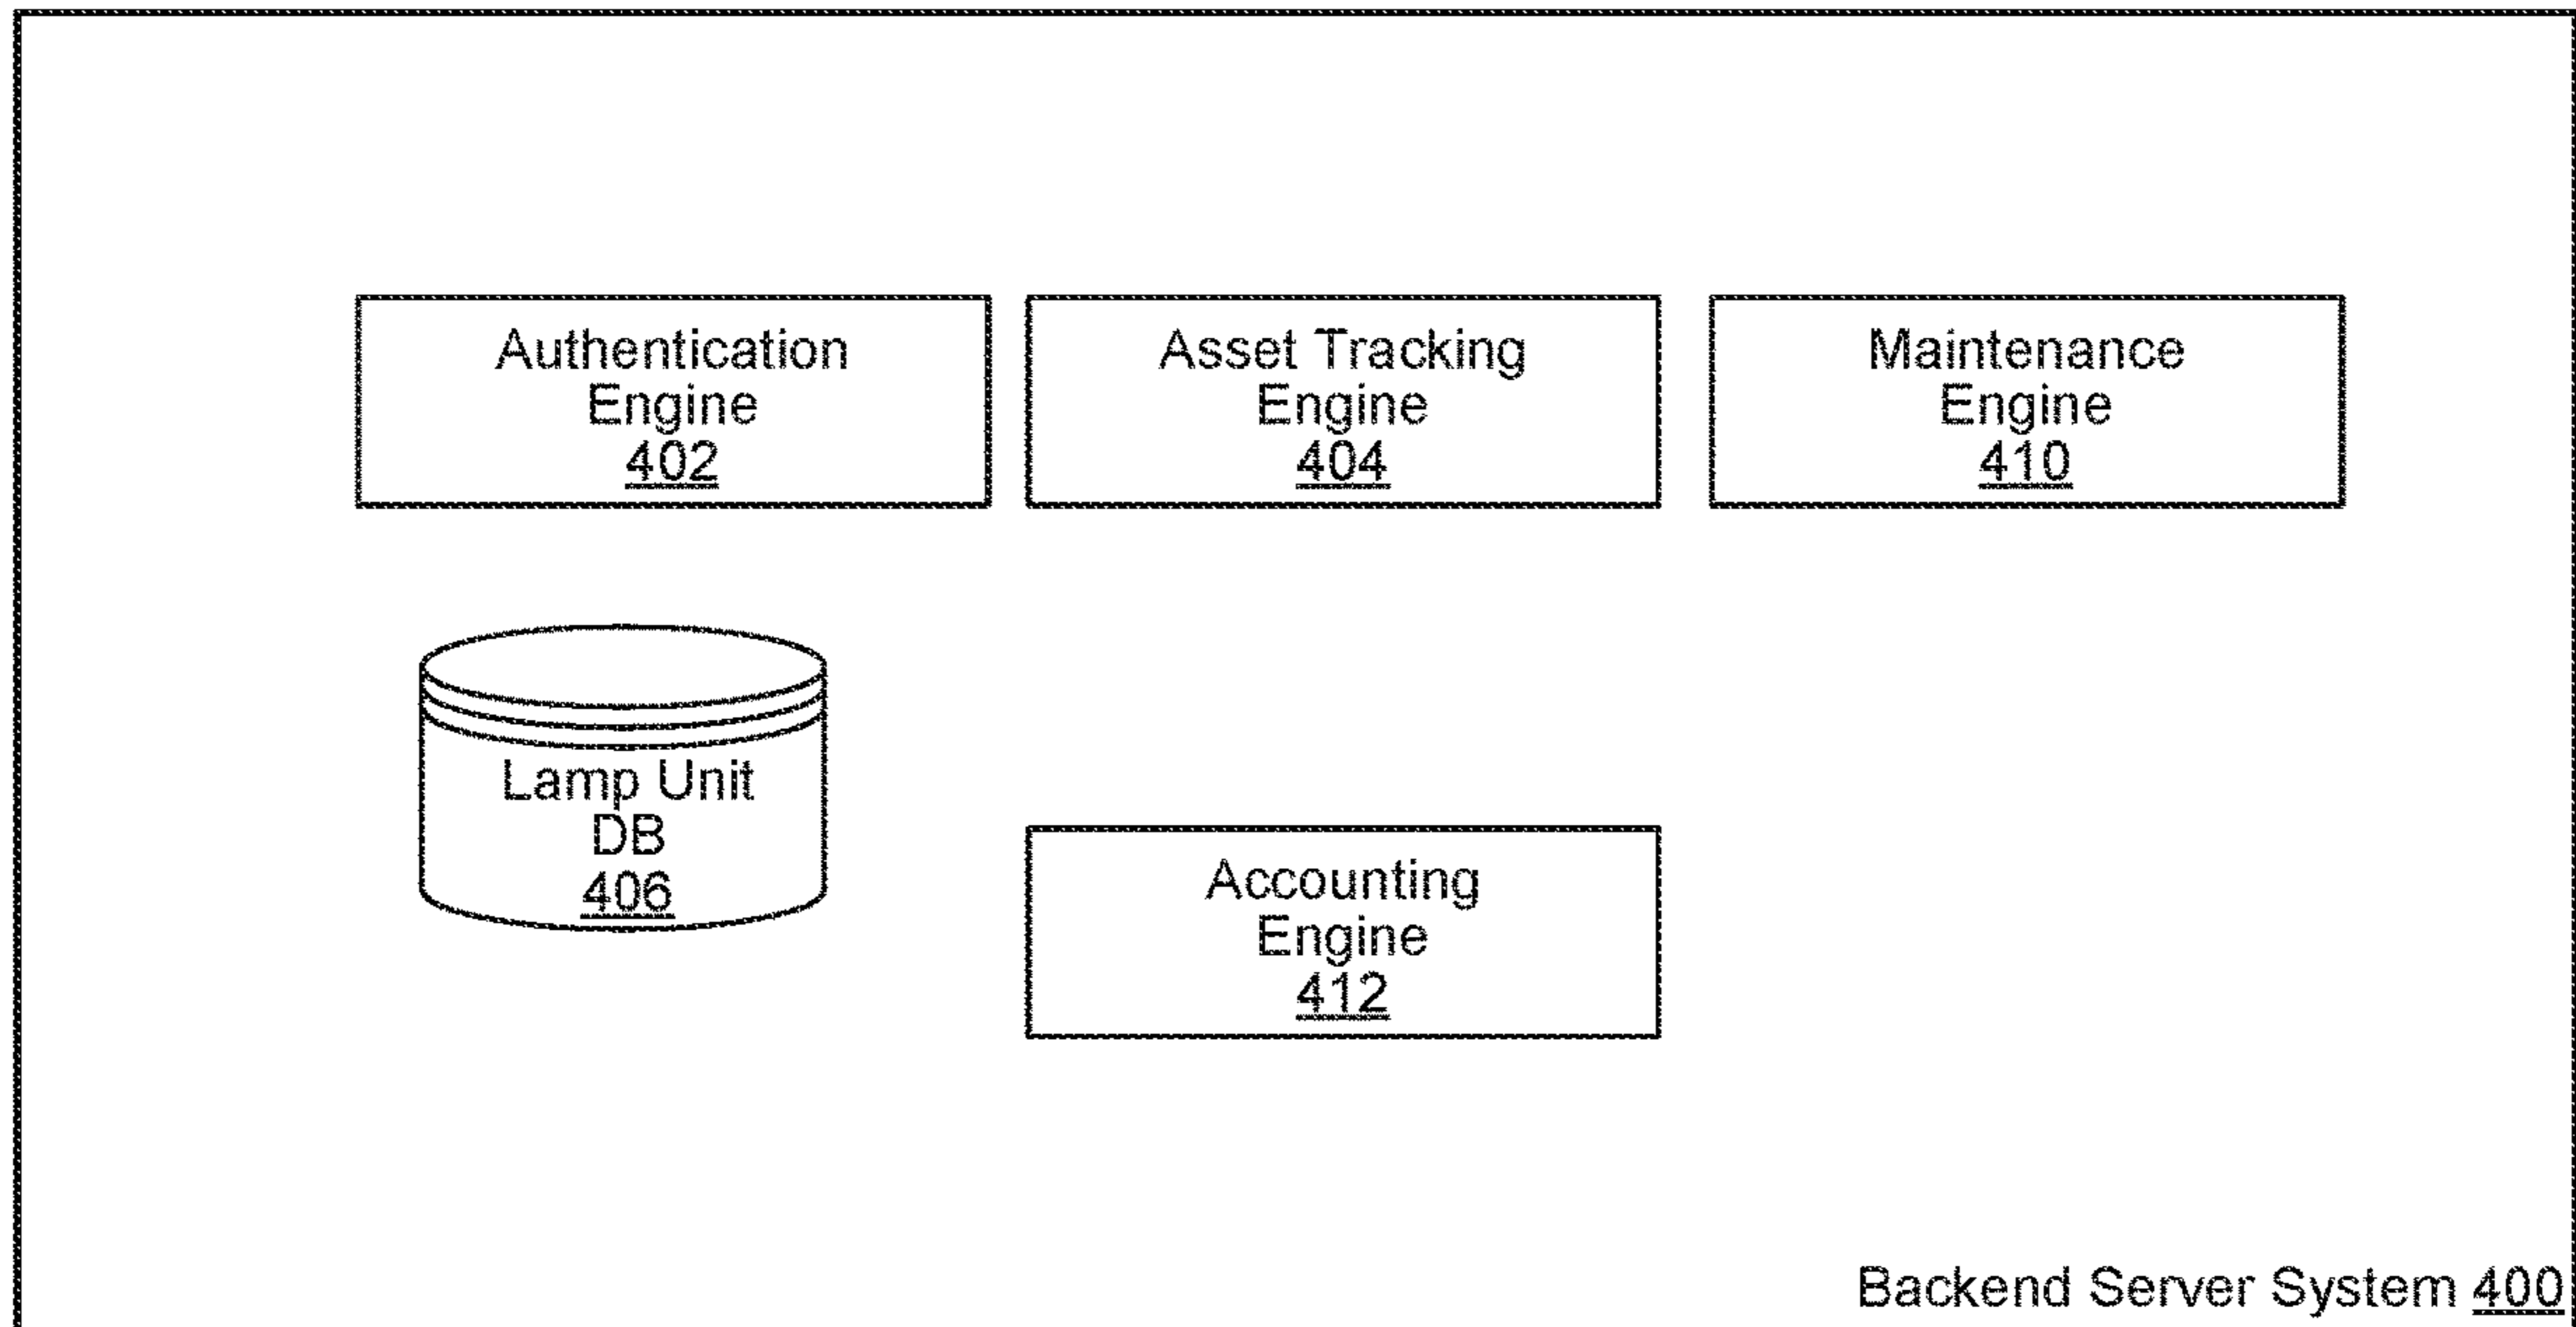 Authentication
Engine
402
Asset Tracking
Engine
404
Maintenance
Engine
410
Lamp Unit
DB
406
Accounting
Engine
412
Backend Server System 400